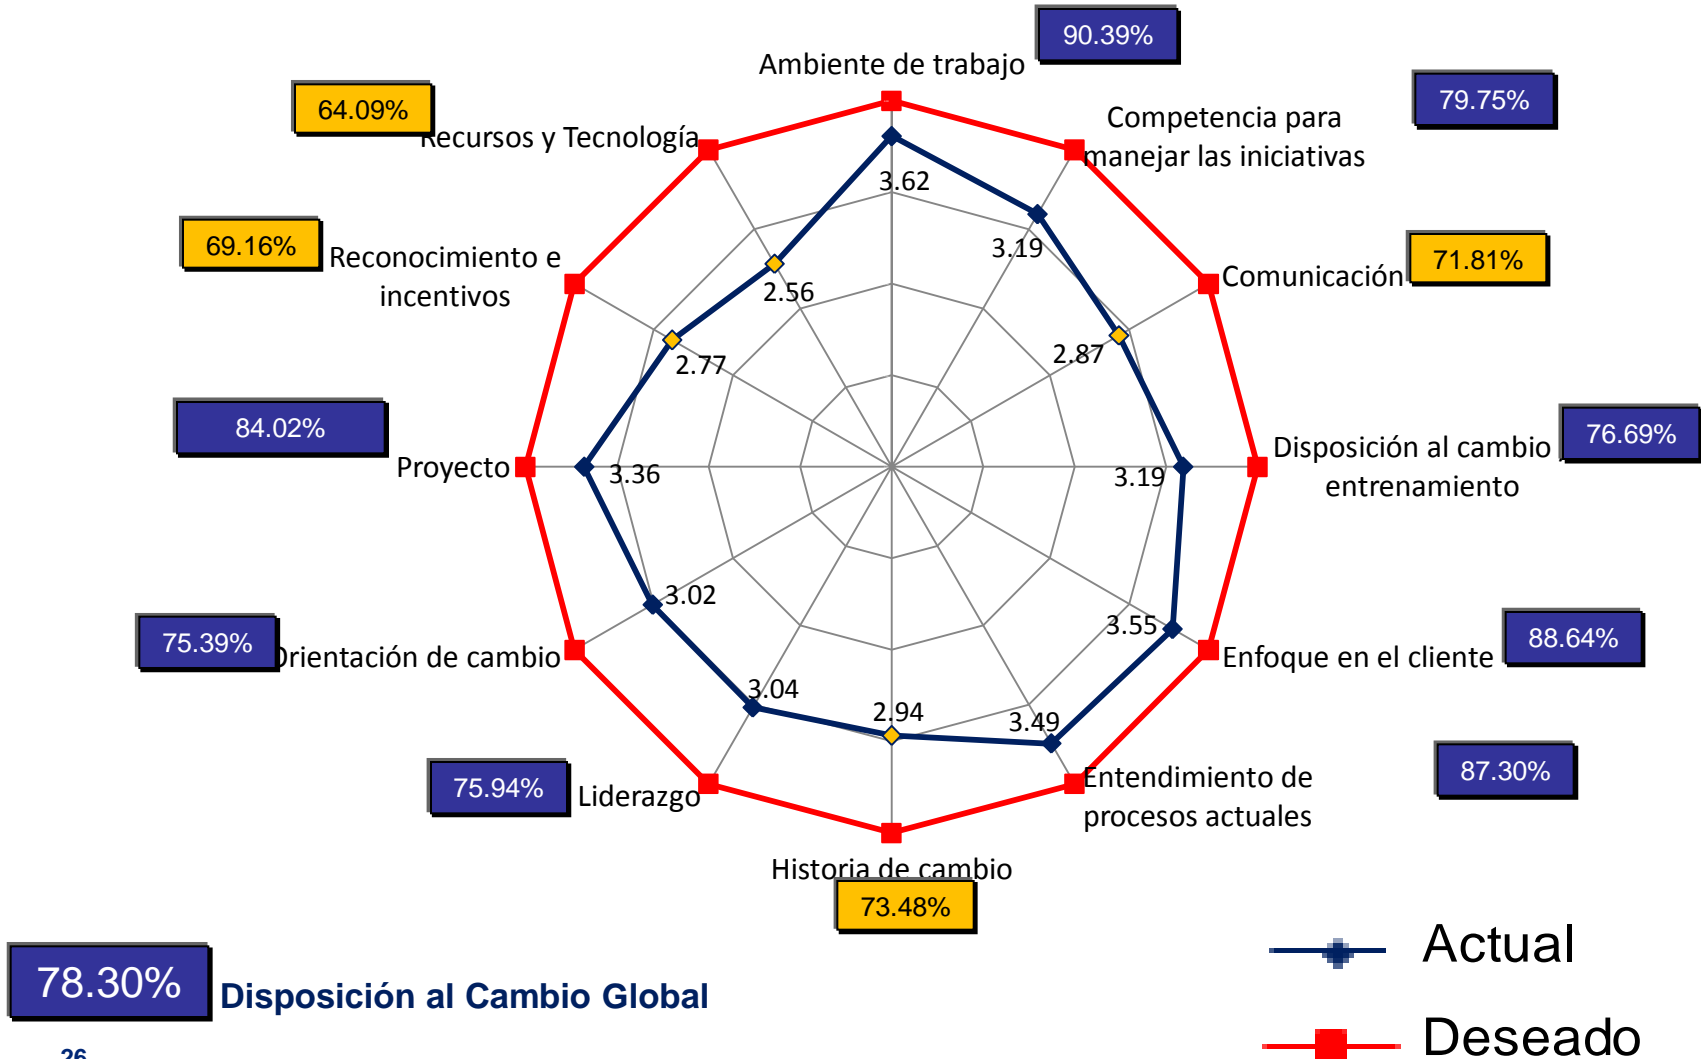 90.39%
Ambiente de trabajo
79.75%
64.09%
Competencia para
manejar las iniciativas
Recursos y Tecnología
3.62
3.19
69.16%
Reconocimiento e
incentivos
71.81%
Comunicación
2.56
2.87
2.77
84.02%
Proyecto
3.36
3.19
Disposición al cambio
entrenamiento
76.69%
3.02
3.55
75.39%
Orientación de cambio
88.64%
Enfoque en el cliente
3.04
2.94
3.49
75.94%
Liderazgo
87.30%
Entendimiento de
procesos actuales
Historia de cambio
73.48%
78.30%
Disposición al Cambio Global
Actual
Deseado
26